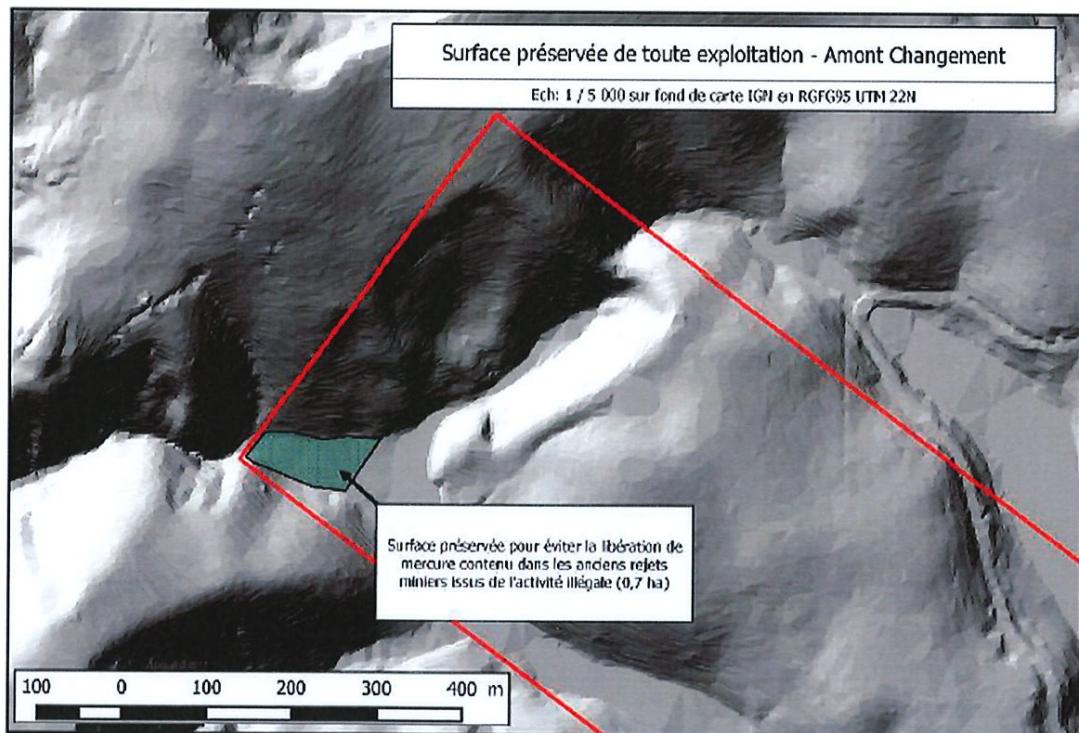 Surface préservée de toute exploitation - Amont Changement
Ech: 1 / 5 000 sur fond de carte IGN en RGFG95 UTM 22N
Surface préservée pour éviter la libération de
mercure contenu dans les anciens rejets
miniers issus de l'activité illégale (0,7 ha)
100 0 100 200 300 400 m